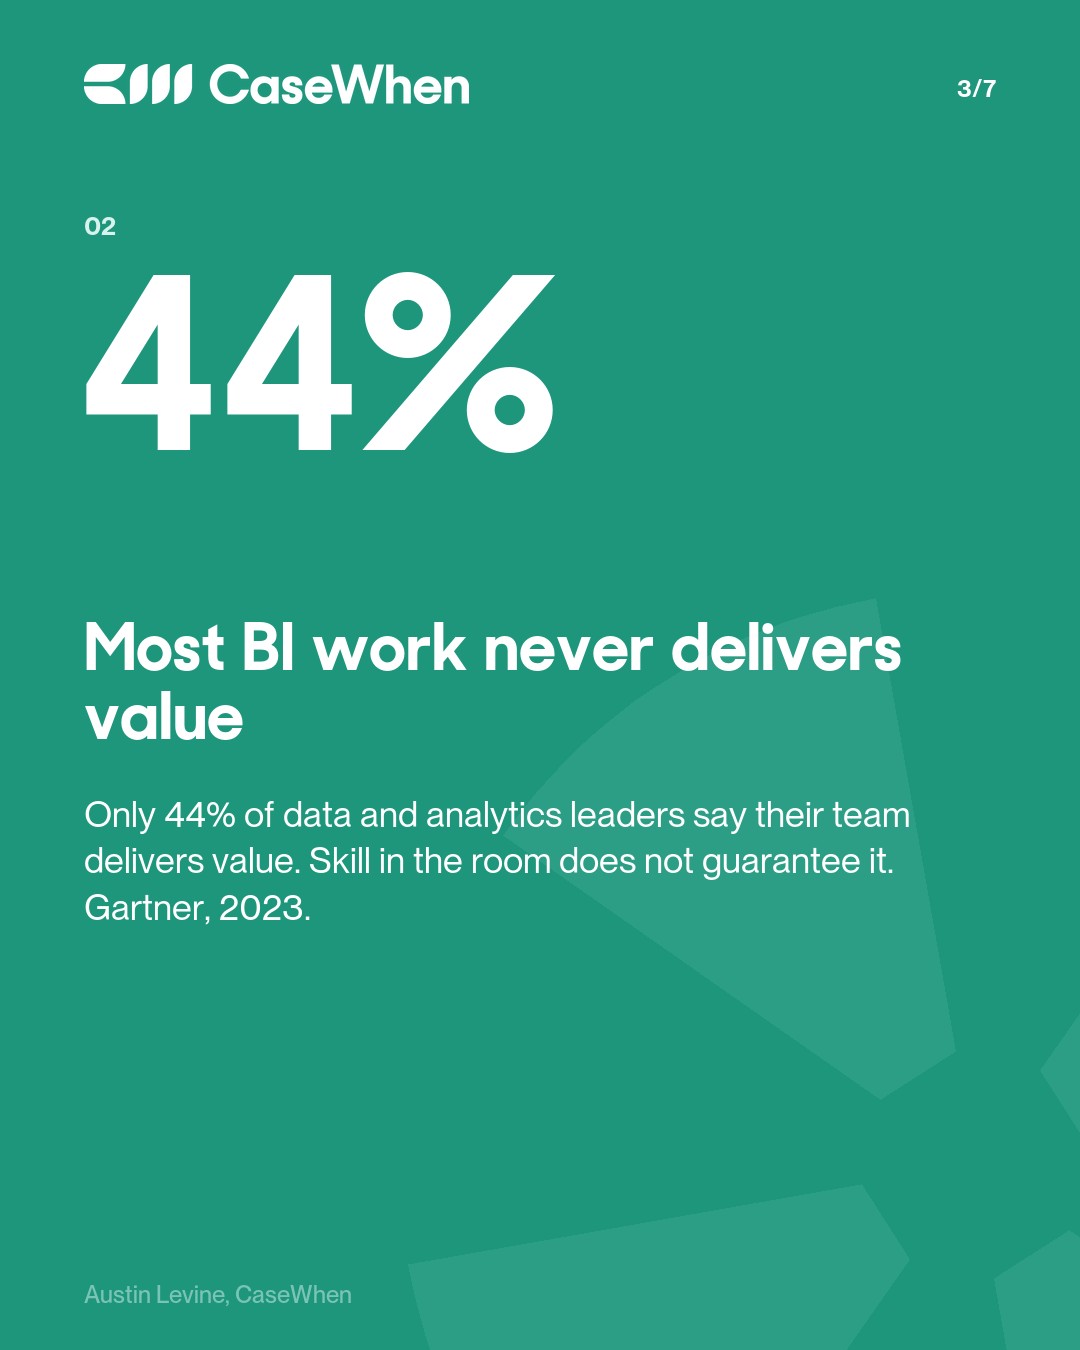 CaseWhen
3/7
02
44%
Most BI work never delivers
value
Only 44% of data and analytics leaders say their team
delivers value. Skill in the room does not guarantee it.
Gartner, 2023.
Austin Levine, CaseWhen